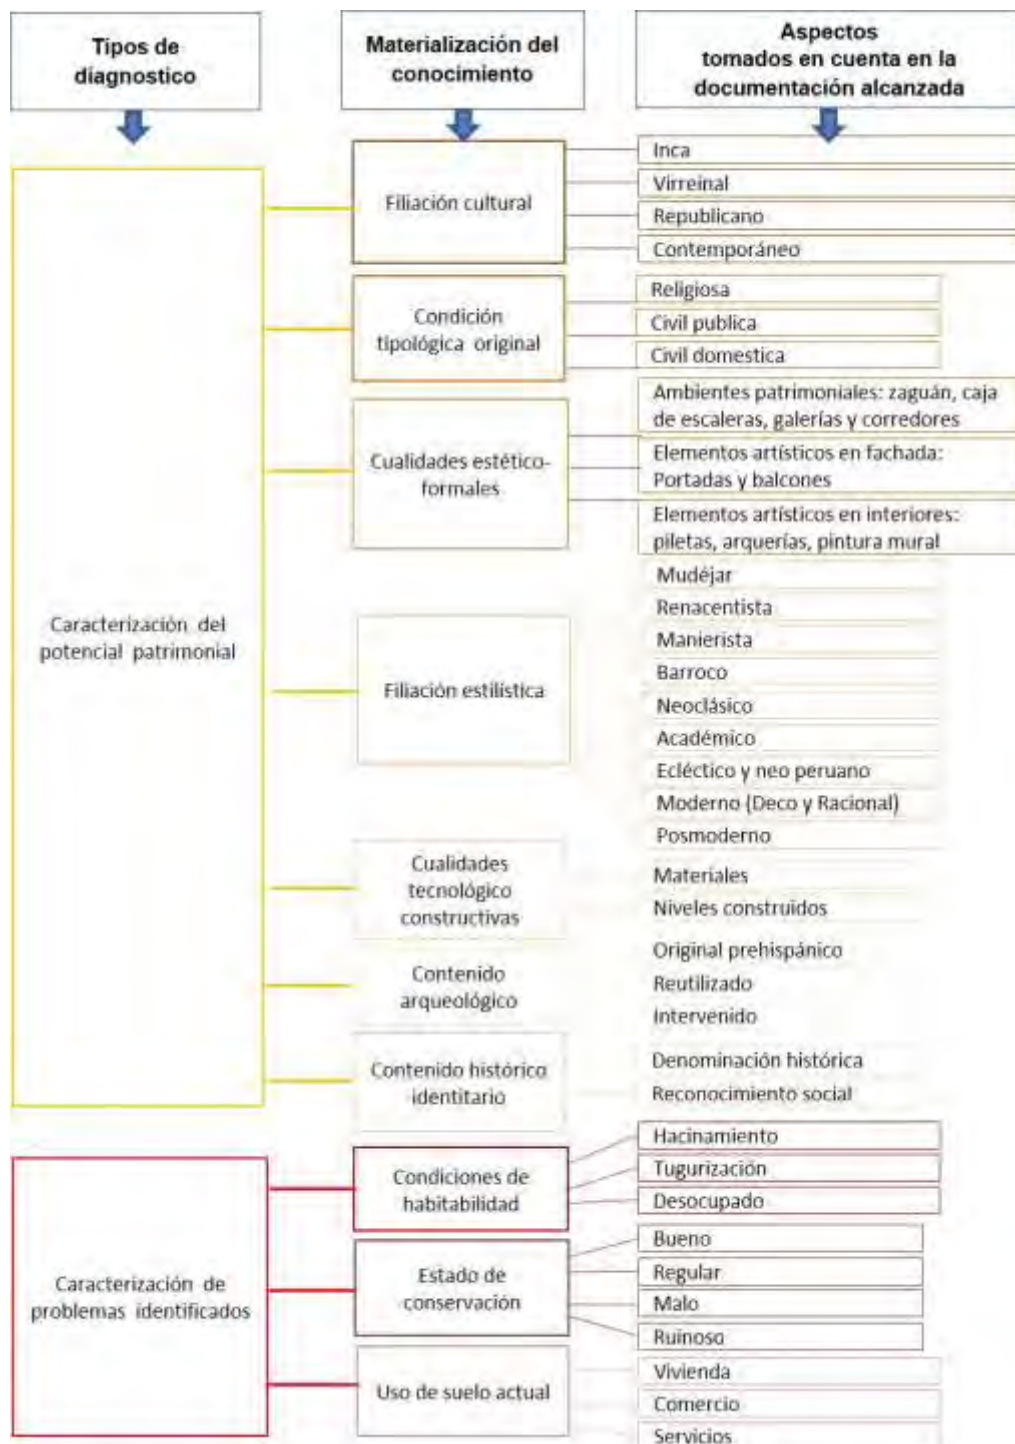 Tipos de
diagnostico
Materialización del
conocimiento
Aspectos
tomados en cuenta en la
documentación alcanzada
Caracterización del
potencial patrimonial
Filiación cultural
Inca
Virreinal
Republicano
Contemporáneo
Condición
tipológica original
Religiosa
Civil publica
Civil domestica
Cualidades estético-
formales
Ambientes patrimoniales: zaguán, caja
de escaleras, galerías y corredores
Elementos artísticos en fachada:
Portadas y balcones
Elementos artísticos en interiores:
piletas, arquerías, pintura mural
Filiación estilística
Mudéjar
Renacentista
Manierista
Barroco
Neoclásico
Académico
Ecléctico y neo peruano
Moderno (Deco y Racional)
Posmoderno
Cualidades
tecnológico
constructivas
Materiales
Niveles construidos
Contenido
arqueológico
Original prehispánico
Reutilizado
Intervenido
Contenido histórico
identitario
Denominación histórica
Reconocimiento social
Caracterización de
problemas identificados
Condiciones de
habitabilidad
Hacinamiento
Tugurización
Desocupado
Estado de
conservación
Bueno
Regular
Malo
Ruinoso
Uso de suelo actual
Vivienda
Comercio
Servicios